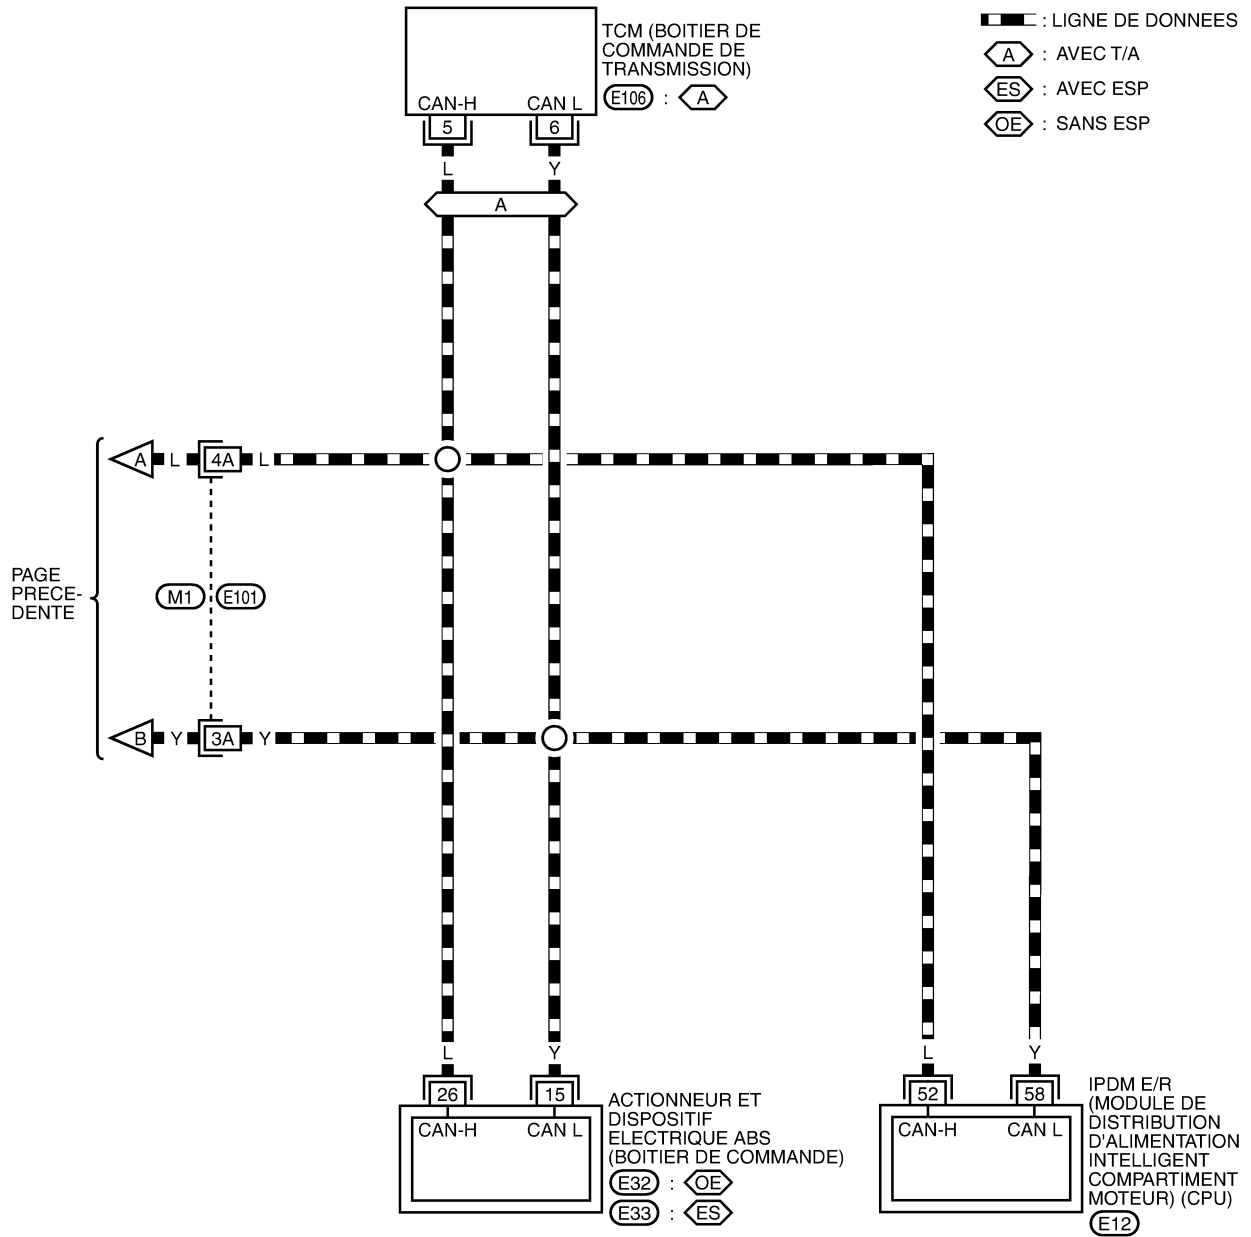 TCM (BOITIER DE
COMMANDE DE
TRANSMISSION)
E106 : A
: LIGNE DE DONNEES
A : AVEC T/A
ES : AVEC ESP
OE : SANS ESP
CAN-H CAN L
5 6
L Y
A
A L 4A L
PAGE
PRECE-
DENTE
M1 E101
B Y 3A Y
L Y L Y
26 15 52 58
CAN-H CAN L
ACTIONNEUR ET
DISPOSITIF
ELECTRIQUE ABS
(BOITIER DE COMMANDE)
E32 : OE
E33 : ES
CAN-H CAN L
IPDM E/R
(MODULE DE
DISTRIBUTION
D'ALIMENTATION
INTELLIGENT
COMPARTIMENT
MOTEUR) (CPU)
E12